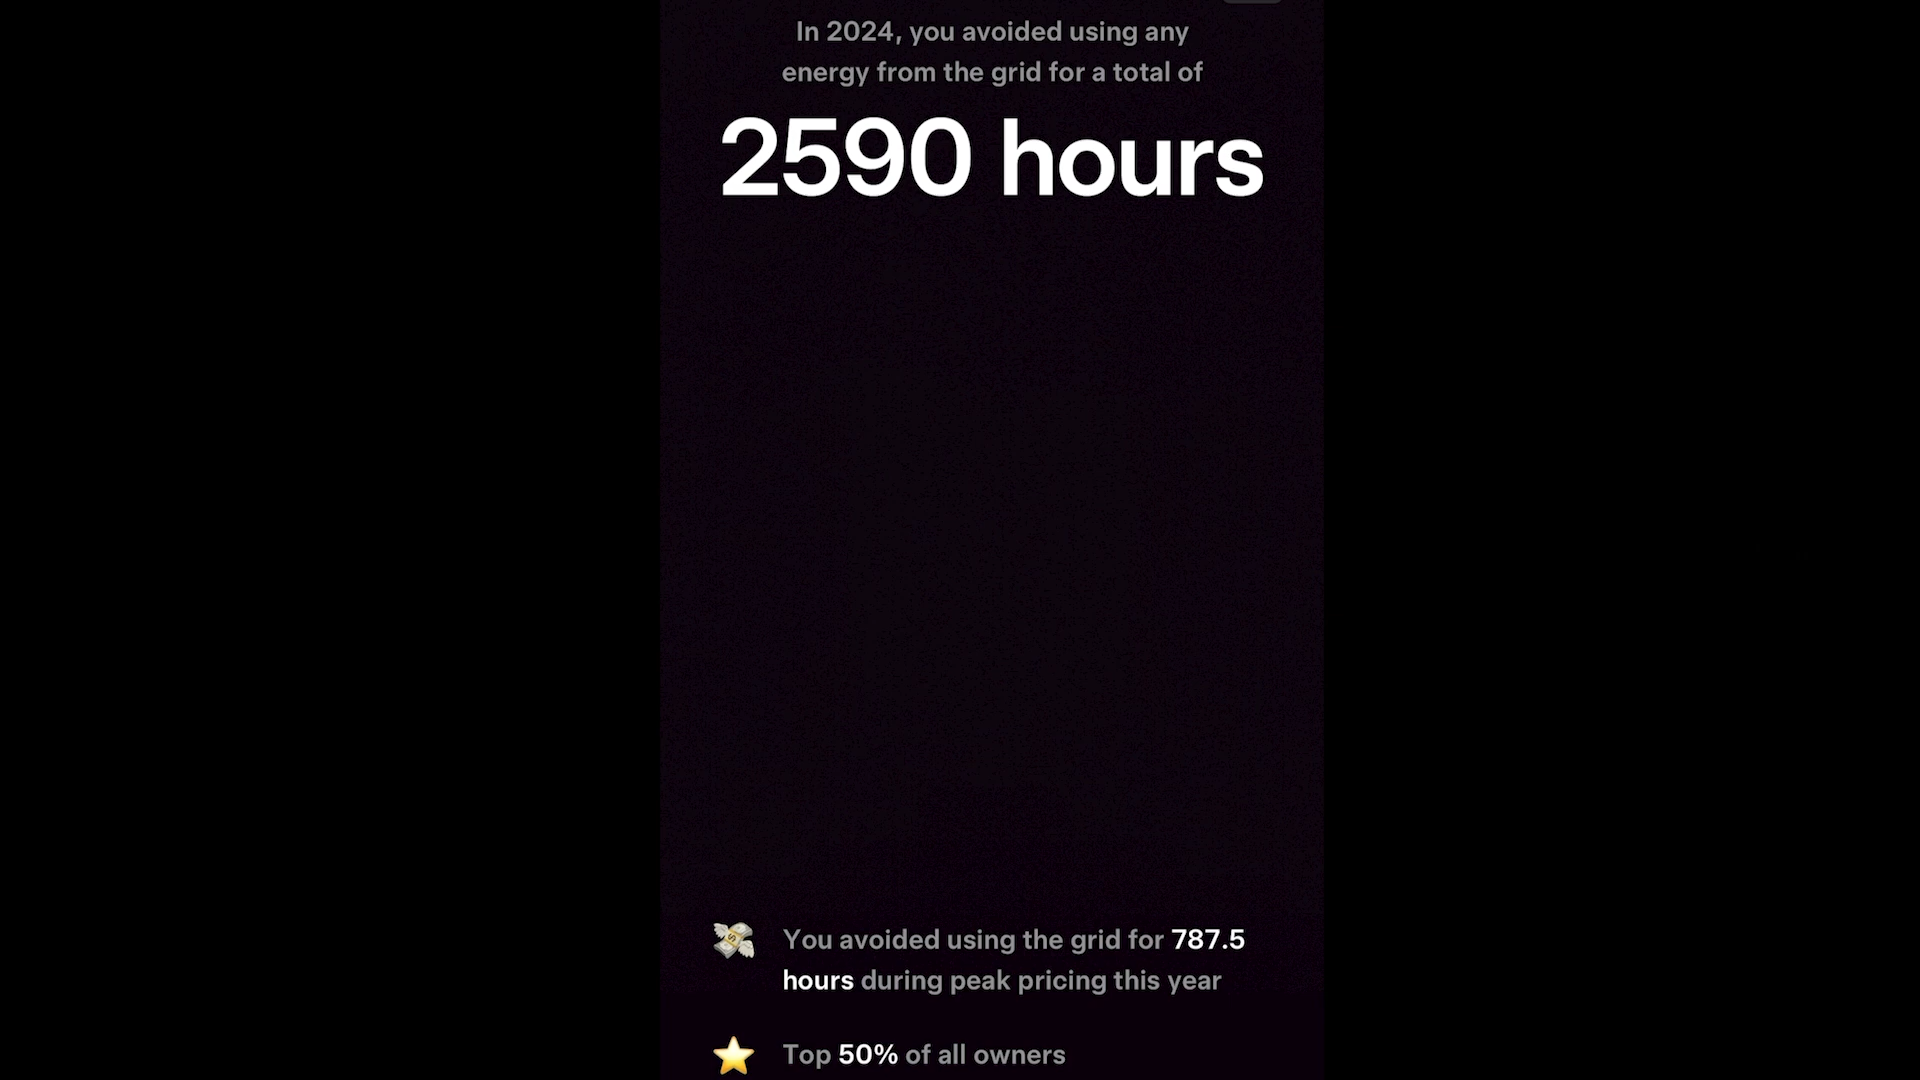 In 2024, you avoided using any
energy from the grid for a total of
2590 hours
You avoided using the grid for 787.5
hours during peak pricing this year
Top 50% of all owners